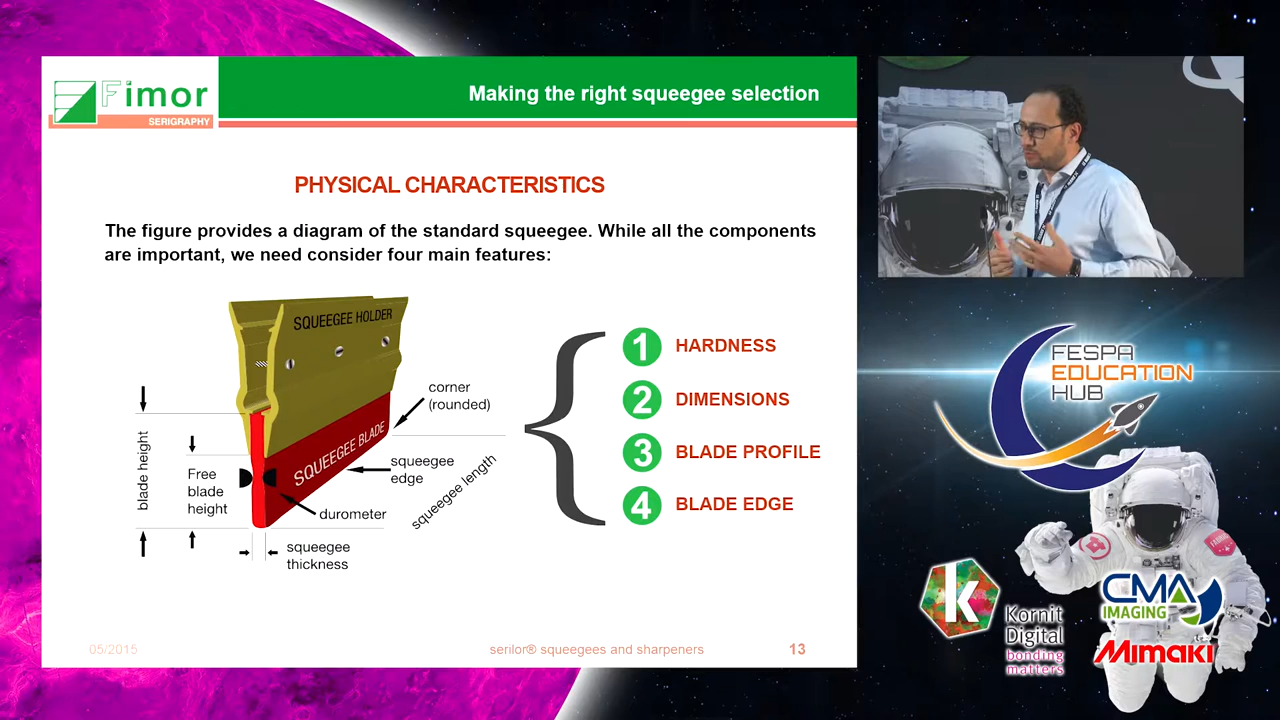 Fimor
SERIGRAPHY
Making the right squeegee selection
PHYSICAL CHARACTERISTICS
The figure provides a diagram of the standard squeegee. While all the components
are important, we need consider four main features:
SQUEEGEE HOLDER
SQUEEGEE BLADE
corner
(rounded)
squeegee
edge
squeegee length
durometer
blade height
Free
blade
height
squeegee
thickness
1 HARDNESS
2 DIMENSIONS
3 BLADE PROFILE
4 BLADE EDGE
05/2015
serilor® squeegees and sharpeners
13
FESPA
EDUCATION
HUB
k
Kornit
Digital
bonding
matters
CMA
IMAGING
Mimaki